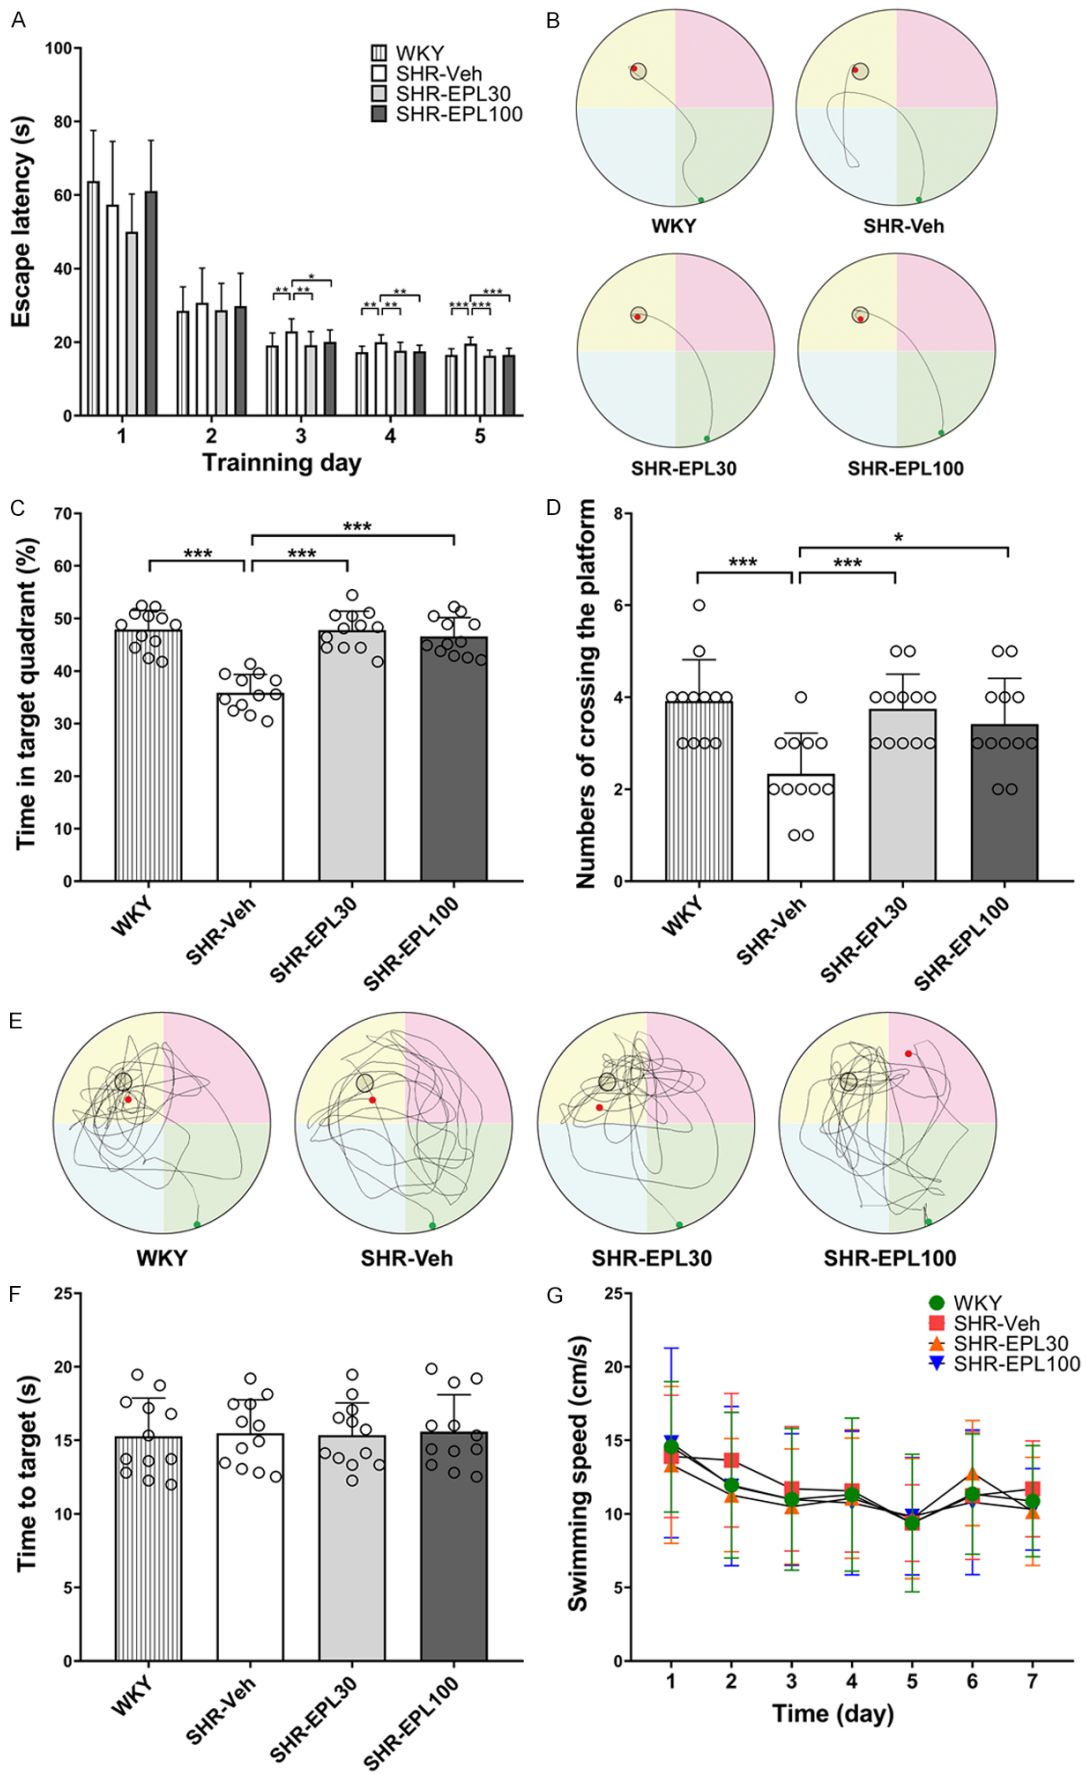 A
Escape latency (s)
100
80
60
40
20
0
WKY
SHR-Veh
SHR-EPL30
SHR-EPL100
** ** *
** ** **
*** *** ***
1 2 3 4 5
Trainning day
B
WKY
SHR-Veh
SHR-EPL30
SHR-EPL100
C
Time in target quadrant (%)
70
60
50
40
30
20
10
0
***
*** ***
WKY
SHR-Veh
SHR-EPL30
SHR-EPL100
D
Numbers of crossing the platform
8
6
4
2
0
*
*** ***
WKY
SHR-Veh
SHR-EPL30
SHR-EPL100
E
WKY
SHR-Veh
SHR-EPL30
SHR-EPL100
F
Time to target (s)
25
20
15
10
5
0
WKY
SHR-Veh
SHR-EPL30
SHR-EPL100
G
Swimming speed (cm/s)
25
20
15
10
5
0
WKY
SHR-Veh
SHR-EPL30
SHR-EPL100
1 2 3 4 5 6 7
Time (day)